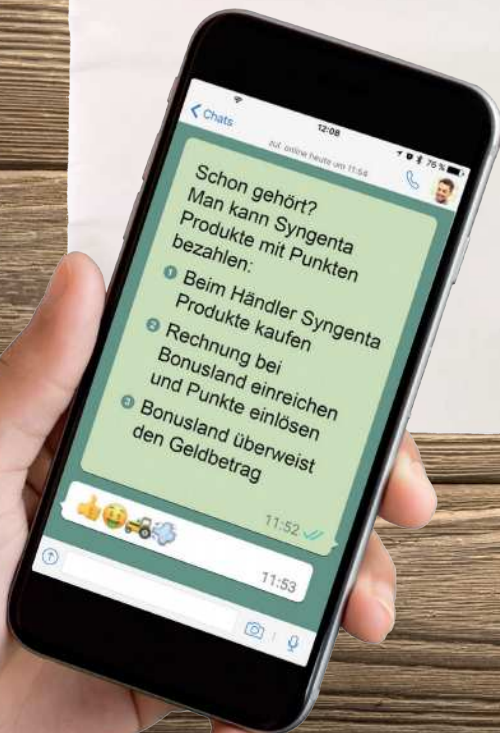 12:08
76 %
Chats
zul. online heute um 11:54
Schon gehört?
Man kann Syngenta
Produkte mit Punkten
bezahlen:
1 Beim Händler Syngenta
Produkte kaufen
2 Rechnung bei
Bonusland einreichen
und Punkte einlösen
3 Bonusland überweist
den Geldbetrag
11:52
11:53